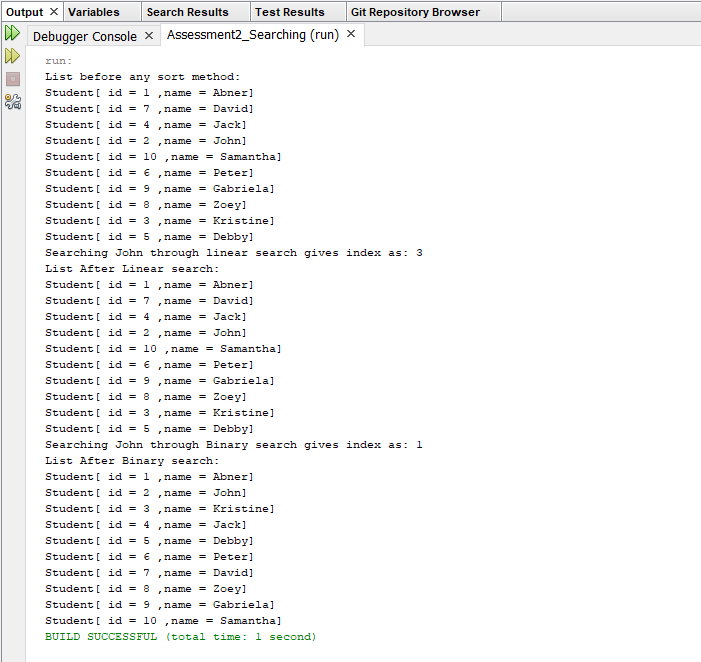 Output Variables Search Results Test Results Git Repository Browser
Debugger Console Assessment2_Searching (run)
run:
List before any sort method:
Student[ id = 1 ,name = Abner]
Student[ id = 7 ,name = David]
Student[ id = 4 ,name = Jack]
Student[ id = 2 ,name = John]
Student[ id = 10 ,name = Samantha]
Student[ id = 6 ,name = Peter]
Student[ id = 9 ,name = Gabriela]
Student[ id = 8 ,name = Zoey]
Student[ id = 3 ,name = Kristine]
Student[ id = 5 ,name = Debby]
Searching John through linear search gives index as: 3
List After Linear search:
Student[ id = 1 ,name = Abner]
Student[ id = 7 ,name = David]
Student[ id = 4 ,name = Jack]
Student[ id = 2 ,name = John]
Student[ id = 10 ,name = Samantha]
Student[ id = 6 ,name = Peter]
Student[ id = 9 ,name = Gabriela]
Student[ id = 8 ,name = Zoey]
Student[ id = 3 ,name = Kristine]
Student[ id = 5 ,name = Debby]
Searching John through Binary search gives index as: 1
List After Binary search:
Student[ id = 1 ,name = Abner]
Student[ id = 2 ,name = John]
Student[ id = 3 ,name = Kristine]
Student[ id = 4 ,name = Jack]
Student[ id = 5 ,name = Debby]
Student[ id = 6 ,name = Peter]
Student[ id = 7 ,name = David]
Student[ id = 8 ,name = Zoey]
Student[ id = 9 ,name = Gabriela]
Student[ id = 10 ,name = Samantha]
BUILD SUCCESSFUL (total time: 1 second)